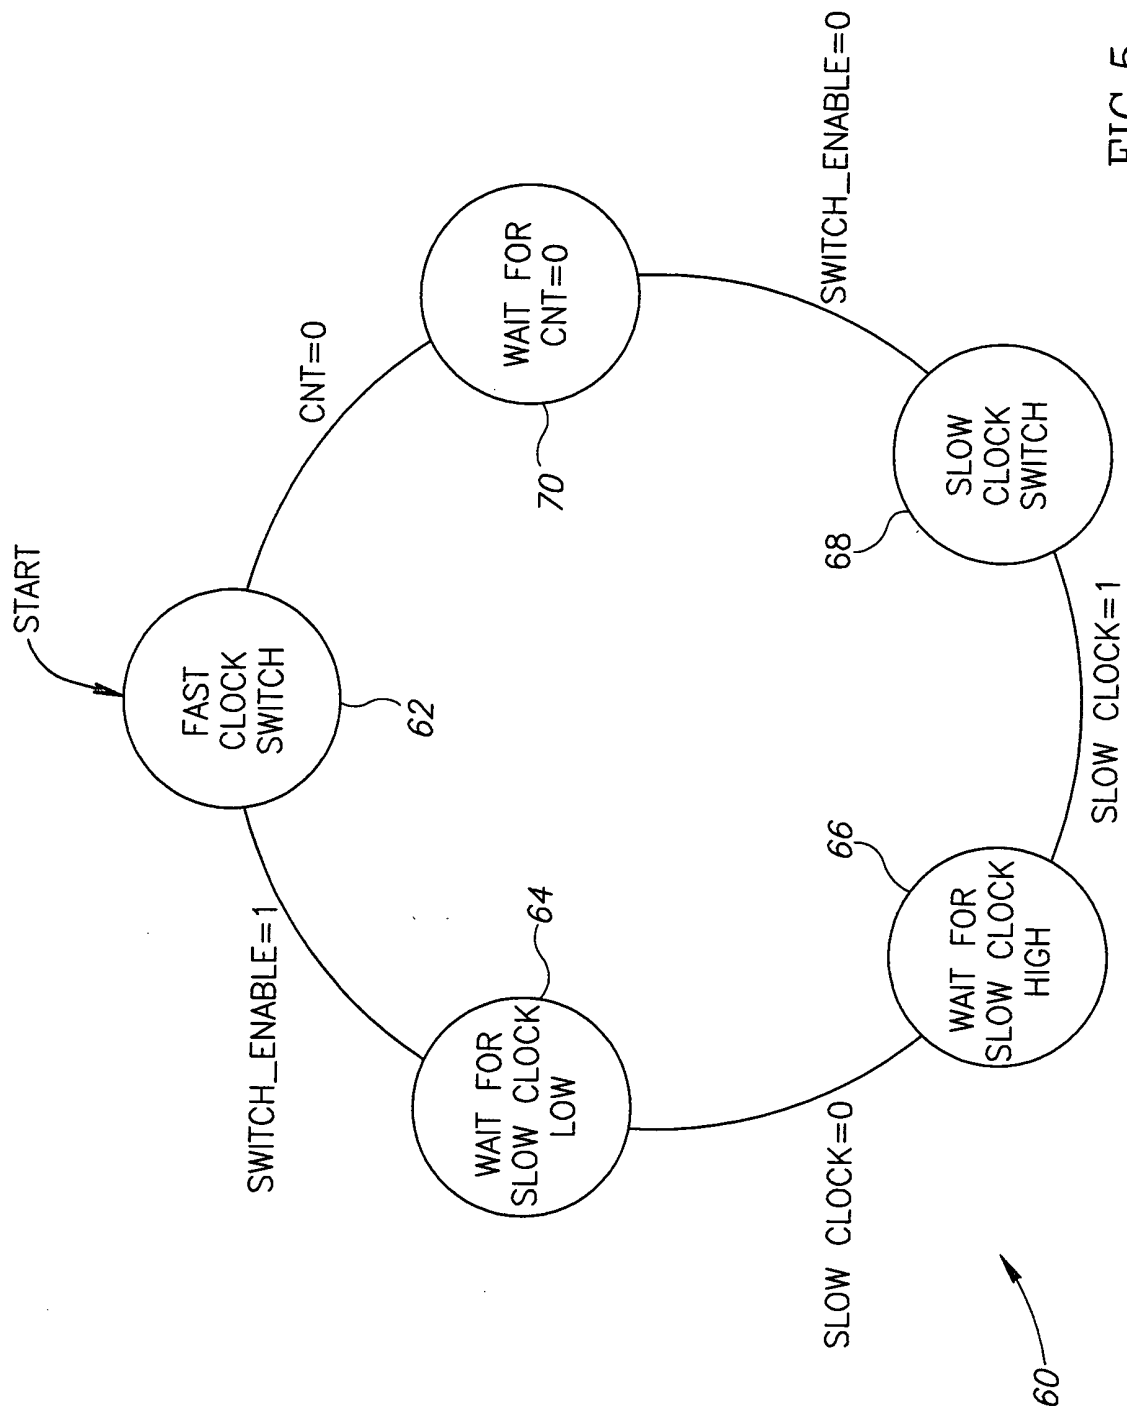 START
FAST
CLOCK
SWITCH
62
SWITCH_ENABLE=1
CNT=0
WAIT FOR
SLOW CLOCK
LOW
64
WAIT FOR
CNT=0
70
SLOW CLOCK=0
SWITCH_ENABLE=0
WAIT FOR
SLOW CLOCK
HIGH
66
SLOW
CLOCK
SWITCH
68
SLOW CLOCK=1
60
FIG. 5